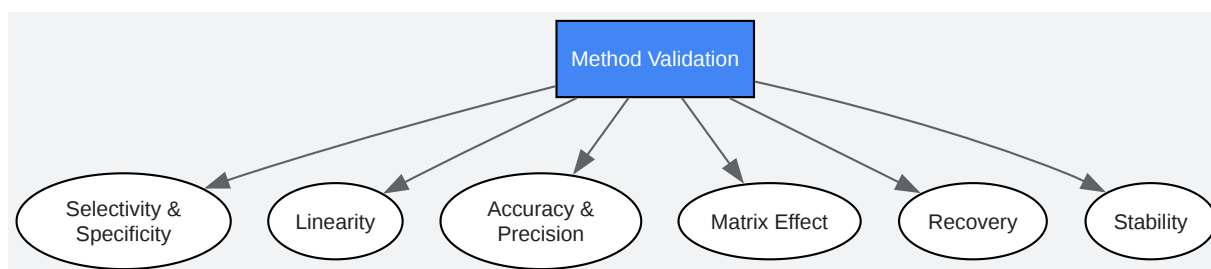 Method Validation
Selectivity &
Specificity
Linearity
Accuracy &
Precision
Matrix Effect
Recovery
Stability